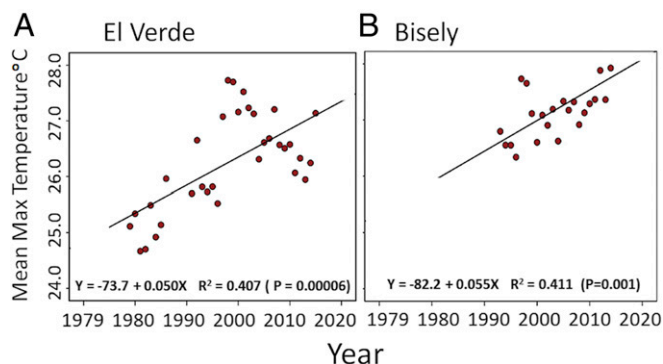 A El Verde
B Bisely
Mean Max Temperature°C
28.0
27.0
26.0
25.0
24.0
Y = -73.7 + 0.050X R² = 0.407 ( P = 0.00006)
Y = -82.2 + 0.055X R² = 0.411 (P=0.001)
1979 1980 1990 2000 2010 2020
1979 1980 1990 2000 2010 2020
Year